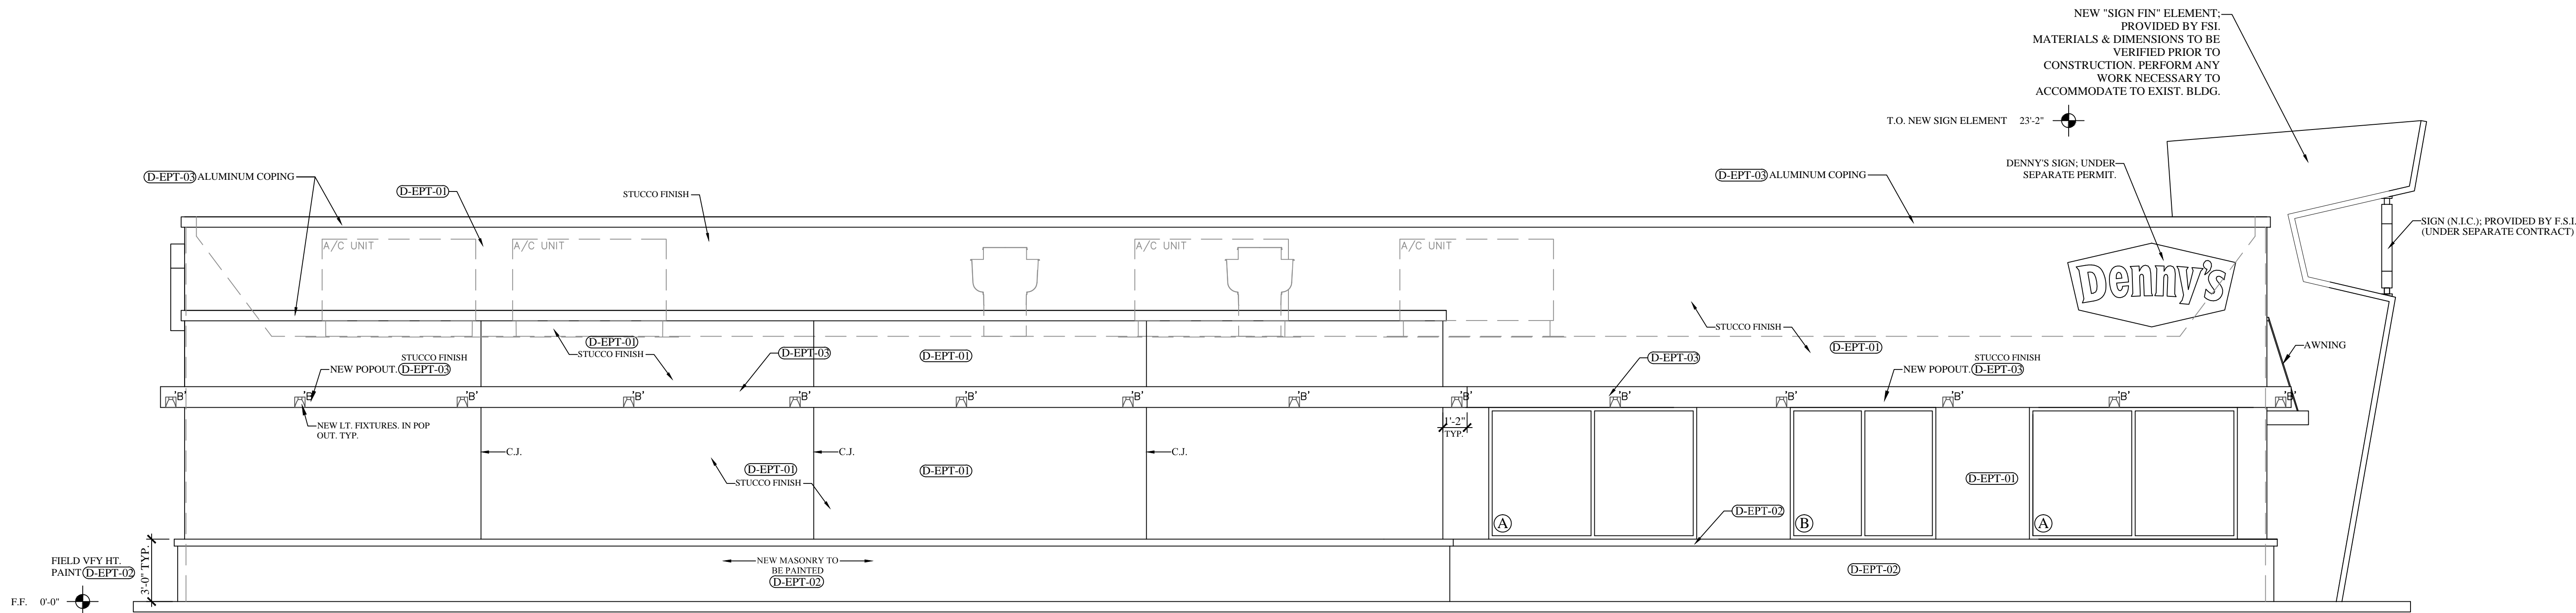 NEW "SIGN FIN" ELEMENT;
PROVIDED BY FSI.
MATERIALS & DIMENSIONS TO BE
VERIFIED PRIOR TO
CONSTRUCTION. PERFORM ANY
WORK NECESSARY TO
ACCOMMODATE TO EXIST. BLDG.
T.O. NEW SIGN ELEMENT 23'-2"
DENNY'S SIGN; UNDER
SEPARATE PERMIT.
D-EPT-03 ALUMINUM COPING
D-EPT-01
STUCCO FINISH
D-EPT-03 ALUMINUM COPING
SIGN (N.I.C.); PROVIDED BY F.S.I.
(UNDER SEPARATE CONTRACT)
A/C UNIT
A/C UNIT
A/C UNIT
A/C UNIT
Denny's
STUCCO FINISH
D-EPT-01
STUCCO FINISH
D-EPT-03
D-EPT-01
D-EPT-01
AWNING
STUCCO FINISH
NEW POPOUT. D-EPT-03
D-EPT-03
STUCCO FINISH
NEW POPOUT. D-EPT-03
'B'
'B'
'B'
'B'
'B'
'B'
'B'
'B'
'B'
'B'
'B'
'B'
'B'
'B'
NEW LT. FIXTURES. IN POP
OUT. TYP.
1'-2"
TYP.
C.J.
C.J.
C.J.
D-EPT-01
STUCCO FINISH
D-EPT-01
D-EPT-01
D-EPT-02
A
B
A
FIELD VFY HT.
PAINT D-EPT-02
3'-0" TYP.
NEW MASONRY TO
BE PAINTED
D-EPT-02
D-EPT-02
F.F. 0'-0"